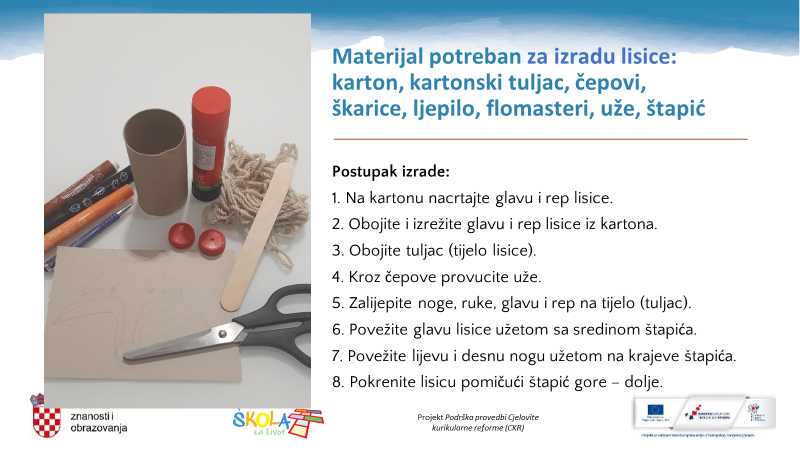 Materijal potreban za izradu lisice:
karton, kartonski tuljac, čepovi,
škarice, ljepilo, flomasteri, uže, štapić
Postupak izrade:
1. Na kartonu nacrtajte glavu i rep lisice.
2. Obojite i izrežite glavu i rep lisice iz kartona.
3. Obojite tuljac (tijelo lisice).
4. Kroz čepove provucite uže.
5. Zalijepite noge, ruke, glavu i rep na tijelo (tuljac).
6. Povežite glavu lisice užetom sa sredinom štapića.
7. Povežite lijevu i desnu nogu užetom na krajeve štapića.
8. Pokrenite lisicu pomičući štapić gore – dolje.
znanosti i
obrazovanja
ŠKOLA
za život
Projekt Podrška provedbi Cjelovite
kurikularne reforme (CKR)